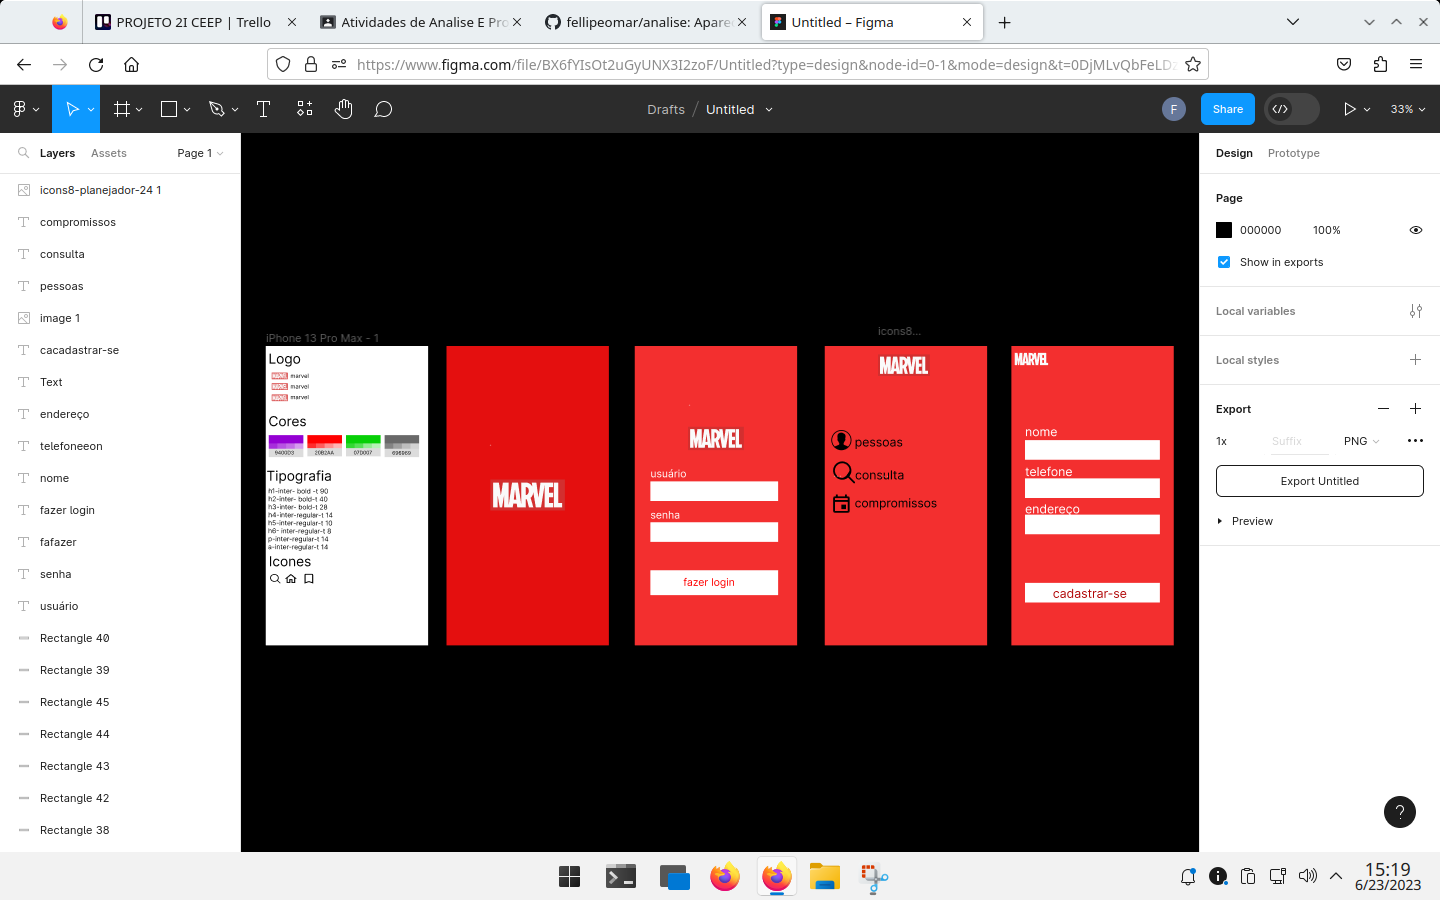 PROJETO 2I CEEP | Trello
Atividades de Analise E Pro
fellipeomar/analise: Apare
Untitled – Figma
https://www.figma.com/file/BX6fYIsOt2uGyUNX3I2zoF/Untitled?type=design&node-id=0-1&mode=design&t=0DjMLvQbFeLD
Drafts / Untitled
F
Share
33%
Layers
Assets
Page 1
icons8-planejador-24 1
compromissos
consulta
pessoas
image 1
cacadastrar-se
Text
endereço
telefoneeon
nome
fazer login
fafazer
senha
usuário
Rectangle 40
Rectangle 39
Rectangle 45
Rectangle 44
Rectangle 43
Rectangle 42
Rectangle 38
iPhone 13 Pro Max - 1
Logo
MARVEL marvel
MARVEL marvel
MARVEL marvel
Cores
9400D3
20B2AA
07D007
696969
Tipografia
h1-inter- bold -t 90
h2-inter- bold-t 40
h3-inter- bold-t 28
h4-inter-regular-t 14
h5-inter-regular-t 10
h6- inter-regular-t 8
p-inter-regular-t 14
a-inter-regular-t 14
Icones
MARVEL
MARVEL
usuário
senha
fazer login
icons8...
MARVEL
pessoas
consulta
compromissos
MARVEL
nome
telefone
endereço
cadastrar-se
Design
Prototype
Page
000000
100%
Show in exports
Local variables
Local styles
Export
1x
Suffix
PNG
Export Untitled
Preview
?
15:19
6/23/2023